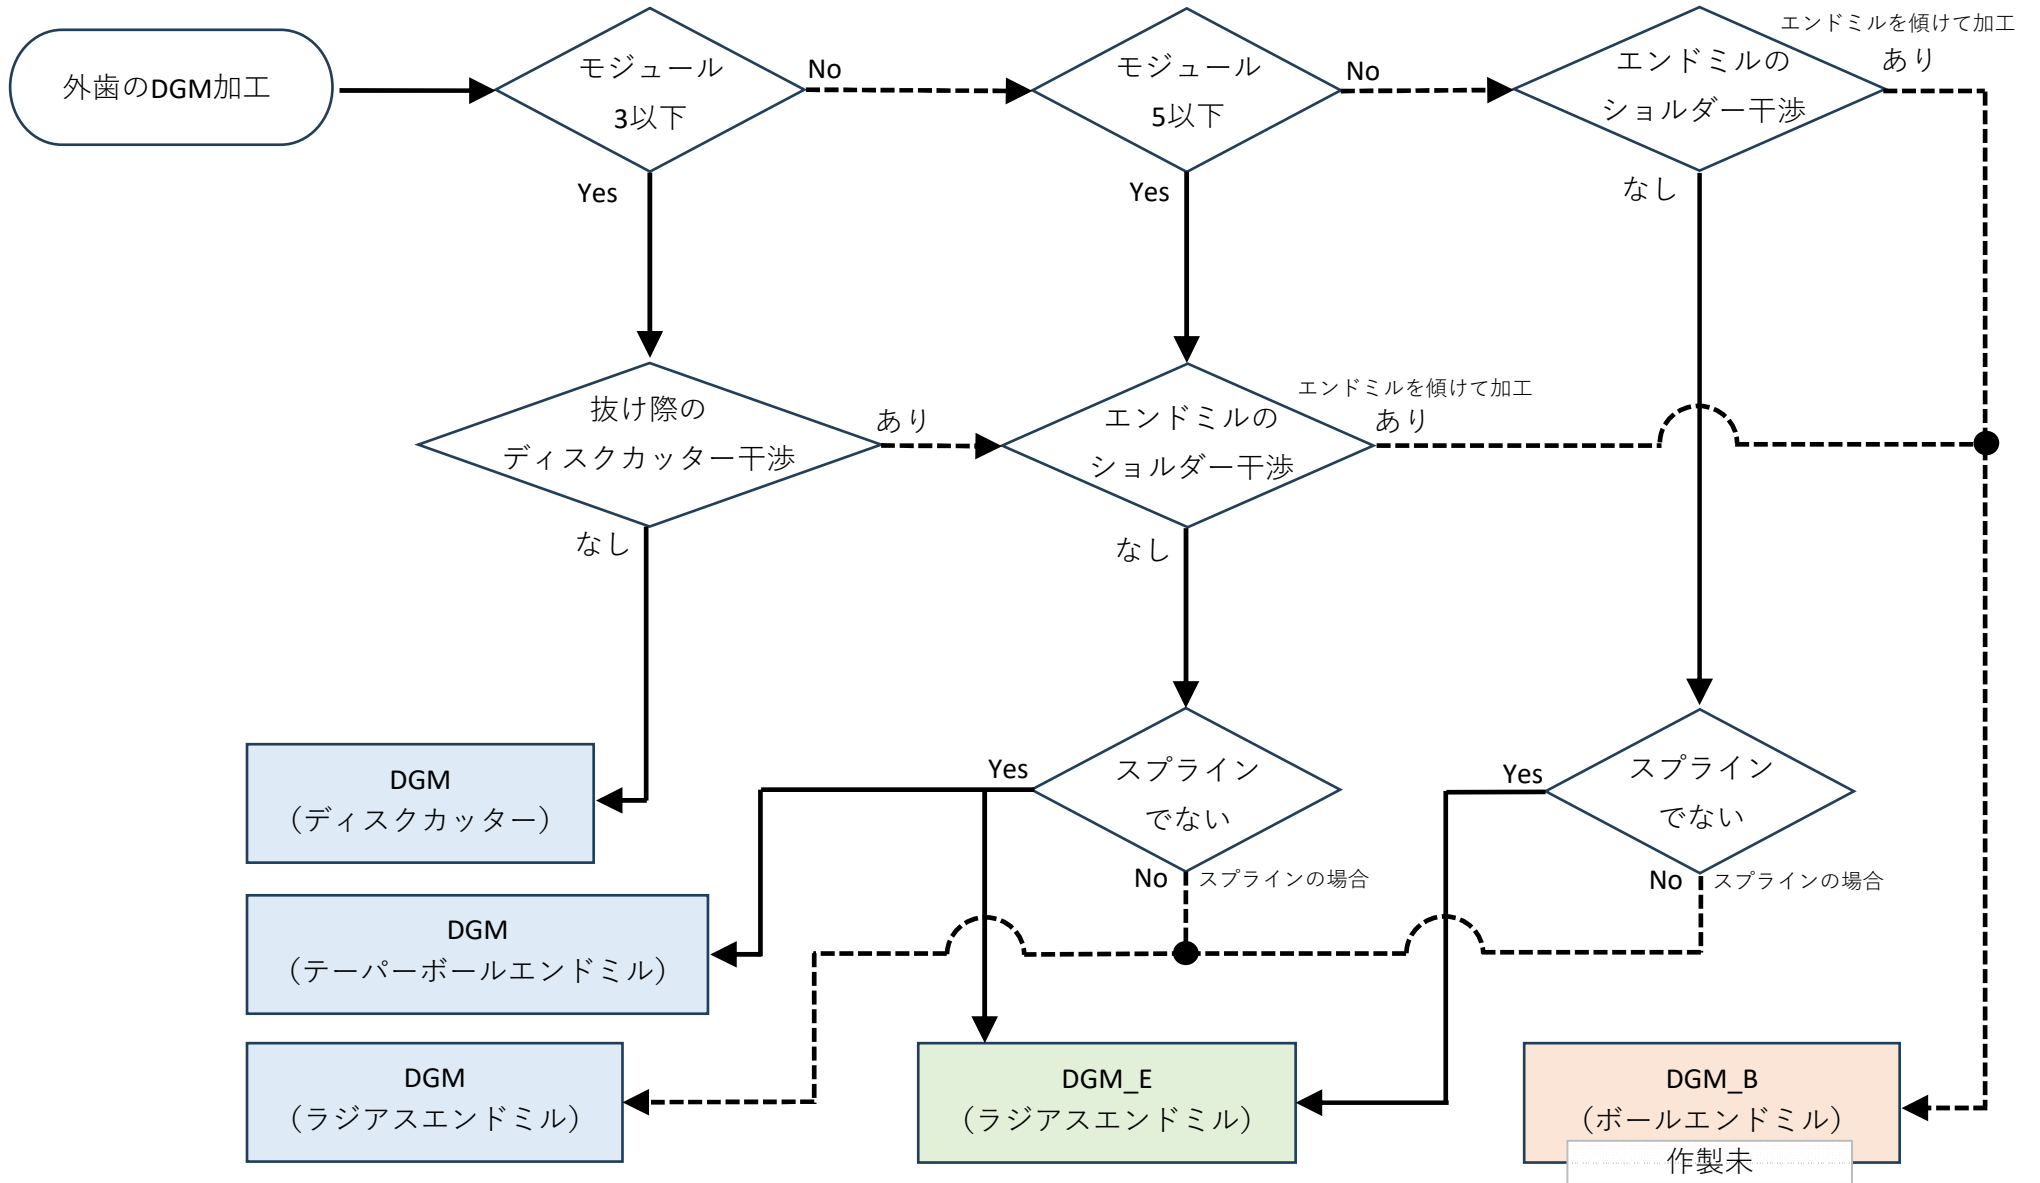 外歯のDGM加工
モジュール
3以下
No
Yes
モジュール
5以下
No
Yes
エンドミルの
ショルダー干渉
エンドミルを傾けて加工
あり
なし
抜け際の
ディスクカッター干渉
あり
なし
エンドミルの
ショルダー干渉
エンドミルを傾けて加工
あり
なし
スプライン
でない
Yes
No
スプラインの場合
スプライン
でない
Yes
No
スプラインの場合
DGM
（ディスクカッター）
DGM
（テーパーボールエンドミル）
DGM
（ラジアスエンドミル）
DGM_E
（ラジアスエンドミル）
DGM_B
（ボールエンドミル）
作製未